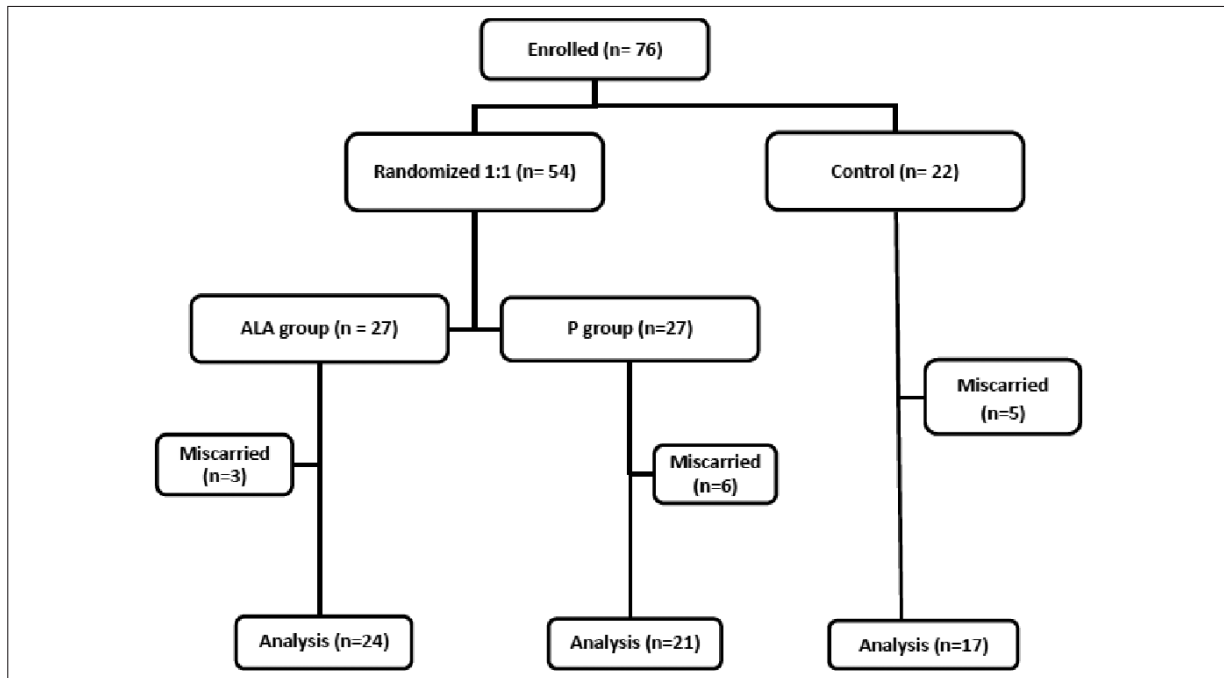 Enrolled (n= 76)
Randomized 1:1 (n= 54)
Control (n= 22)
ALA group (n = 27)
P group (n=27)
Miscarried
(n=5)
Miscarried
(n=3)
Miscarried
(n=6)
Analysis (n=24)
Analysis (n=21)
Analysis (n=17)